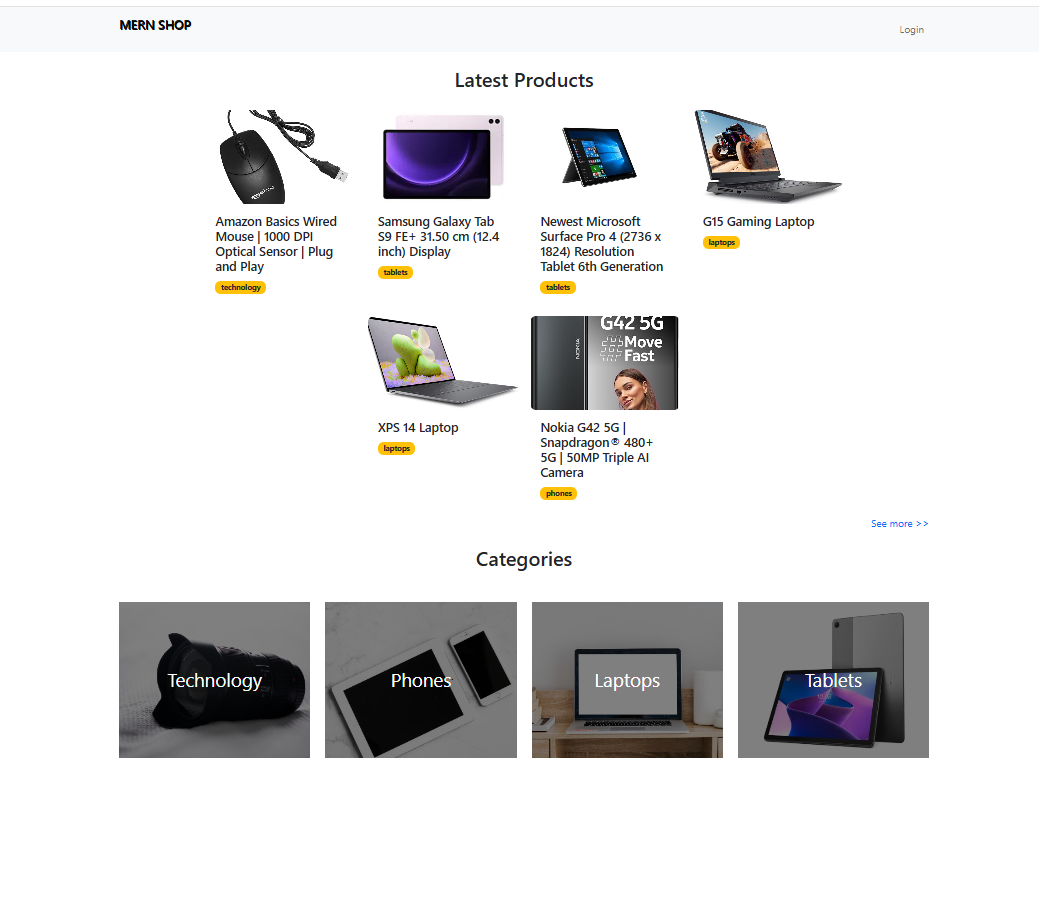 MERN SHOP
Login
Latest Products
Amazon Basics Wired
Mouse | 1000 DPI
Optical Sensor | Plug
and Play
technology
Samsung Galaxy Tab
S9 FE+ 31.50 cm (12.4
inch) Display
tablets
Newest Microsoft
Surface Pro 4 (2736 x
1824) Resolution
Tablet 6th Generation
tablets
G15 Gaming Laptop
laptops
XPS 14 Laptop
laptops
NOKIA
G42 5G
Move
Fast
Nokia G42 5G |
Snapdragon® 480+
5G | 50MP Triple AI
Camera
phones
See more >>
Categories
Technology
Phones
Laptops
Tablets